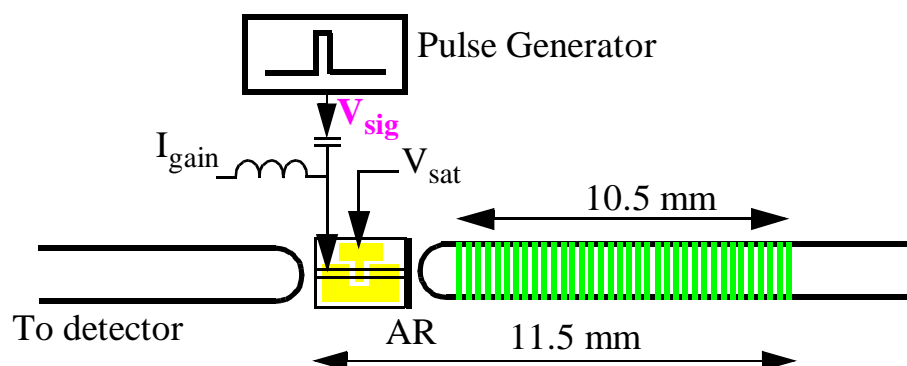 Pulse Generator
V_sig
I_gain
V_sat
10.5 mm
To detector
AR
11.5 mm